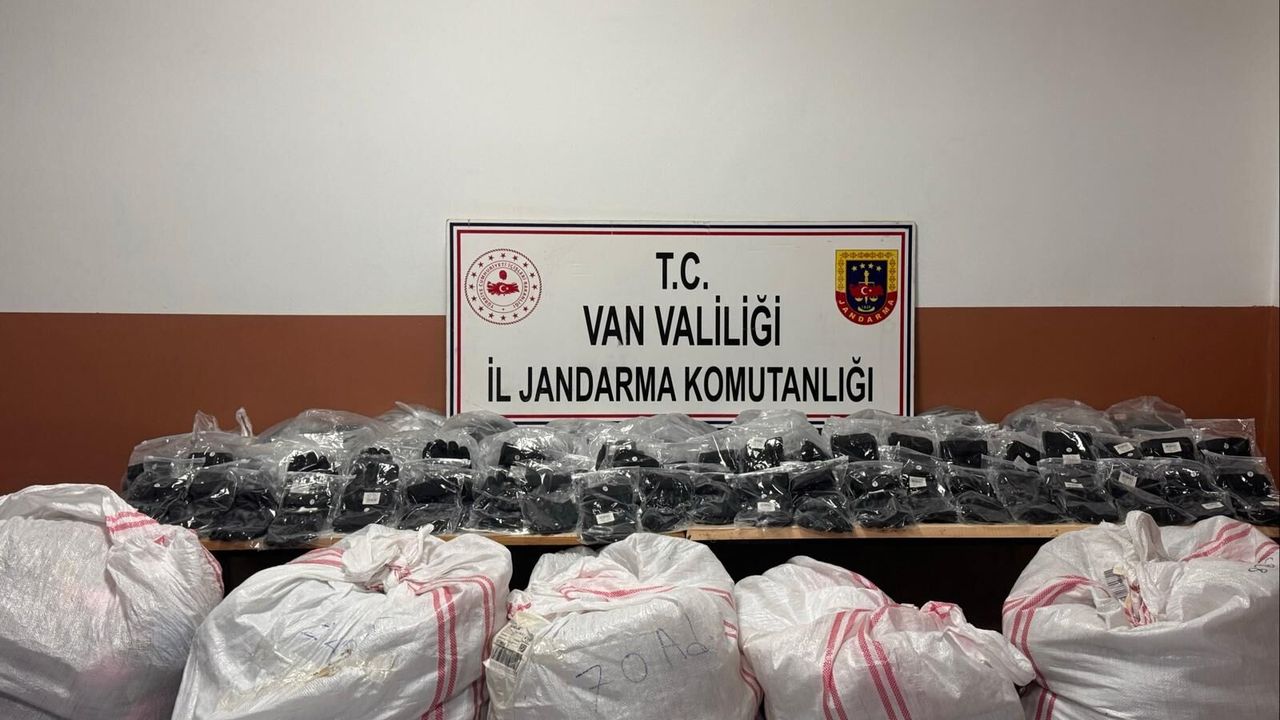 T.C.
VAN VALİLİĞİ
İL JANDARMA KOMUTANLIĞI
JANDARMA
70 Ad